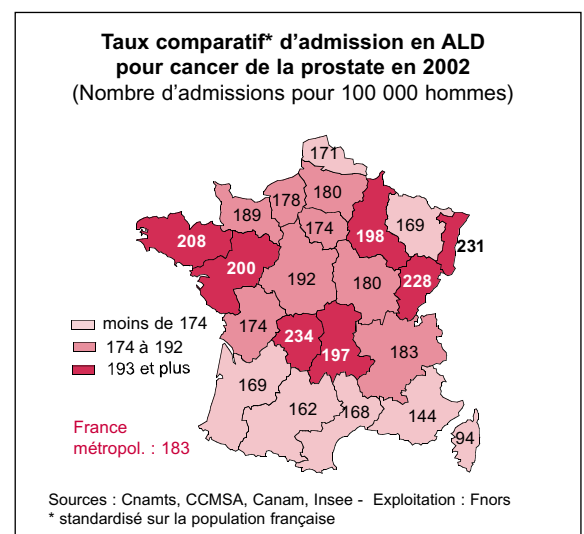 Taux comparatif* d'admission en ALD
pour cancer de la prostate en 2002
(Nombre d'admissions pour 100 000 hommes)
171
180
178
189
174
198
169
231
208
200
192
180
228
174
234
197
183
169
162
168
144
94
moins de 174
174 à 192
193 et plus
France
métropol. : 183
Sources : Cnamts, CCMSA, Canam, Insee - Exploitation : Fnors
* standardisé sur la population française